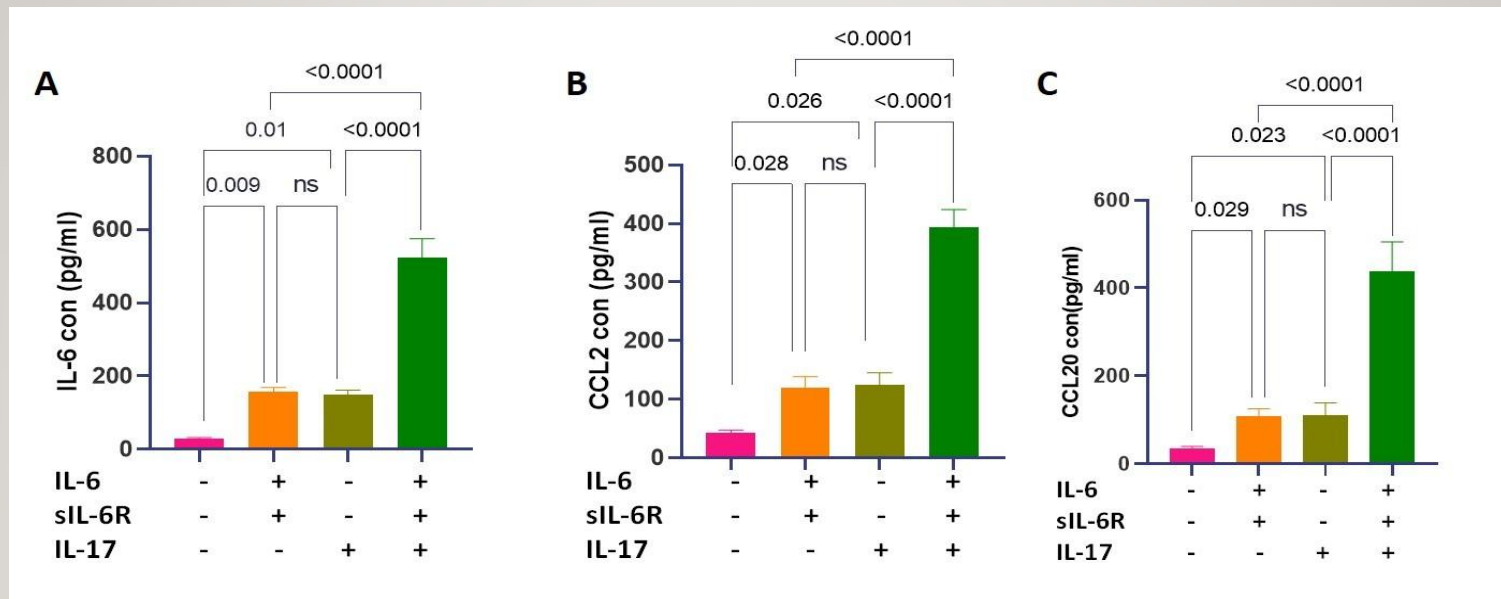 A
<0.0001
0.01
<0.0001
0.009
ns
IL-6 con (pg/ml)
800
600
400
200
0
IL-6 - + - +
sIL-6R - + - +
IL-17 - - + +
B
<0.0001
0.026
<0.0001
0.028
ns
CCL2 con (pg/ml)
500
400
300
200
100
0
IL-6 - + - +
sIL-6R - + - +
IL-17 - - + +
C
<0.0001
0.023
<0.0001
0.029
ns
CCL20 con(pg/ml)
600
400
200
0
IL-6 - + - +
sIL-6R - + - +
IL-17 - - + +